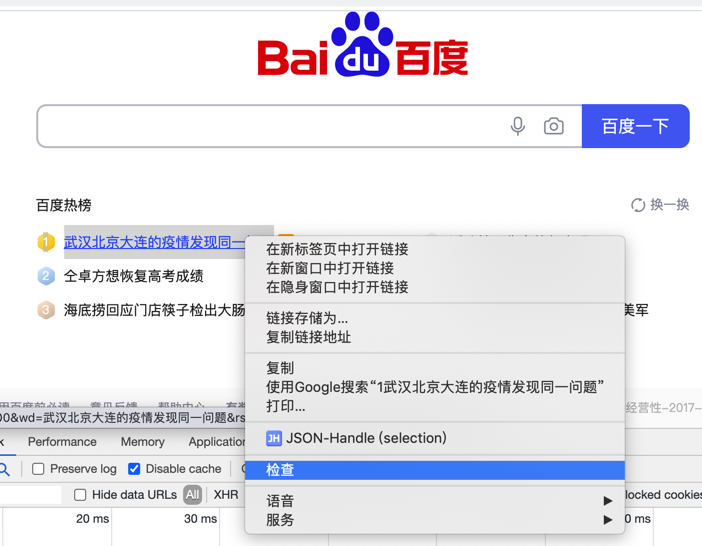 Bai du 百度
百度一下
百度热榜
换一换
1 武汉北京大连的疫情发现同一
2 仝卓方想恢复高考成绩
3 海底捞回应门店筷子检出大肠
美军
在新标签页中打开链接
在新窗口中打开链接
在隐身窗口中打开链接
链接存储为...
复制链接地址
复制
使用Google搜索“1武汉北京大连的疫情发现同一问题”
打印...
JH JSON-Handle (selection)
检查
语音
服务
经营性-2017-
00&wd=武汉北京大连的疫情发现同一问题&rs
k Performance Memory Application
Preserve log Disable cache
Hide data URLs All XHR
locked cookies
20 ms 30 ms 0 ms